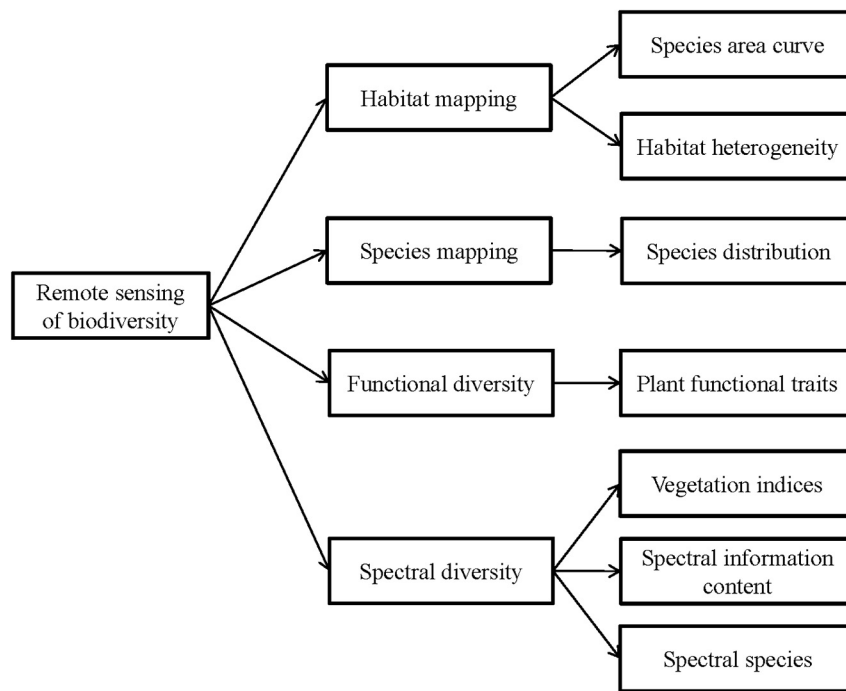 Remote sensing
of biodiversity
Habitat mapping
Species area curve
Habitat heterogeneity
Species mapping
Species distribution
Functional diversity
Plant functional traits
Spectral diversity
Vegetation indices
Spectral information
content
Spectral species